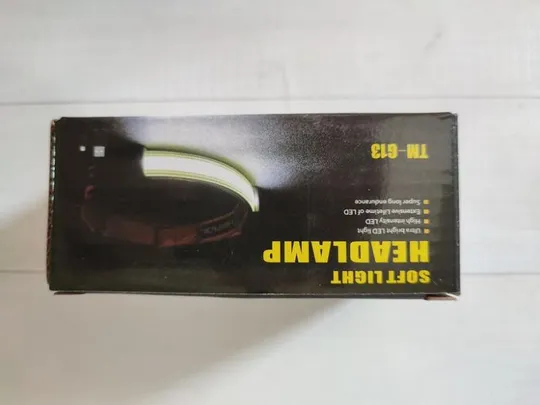 SOFT LIGHT
HEADLAMP
Ultra bright LED light
High intensity LED
Extensive Lifetime of LED
Super long endurance
TM-G13